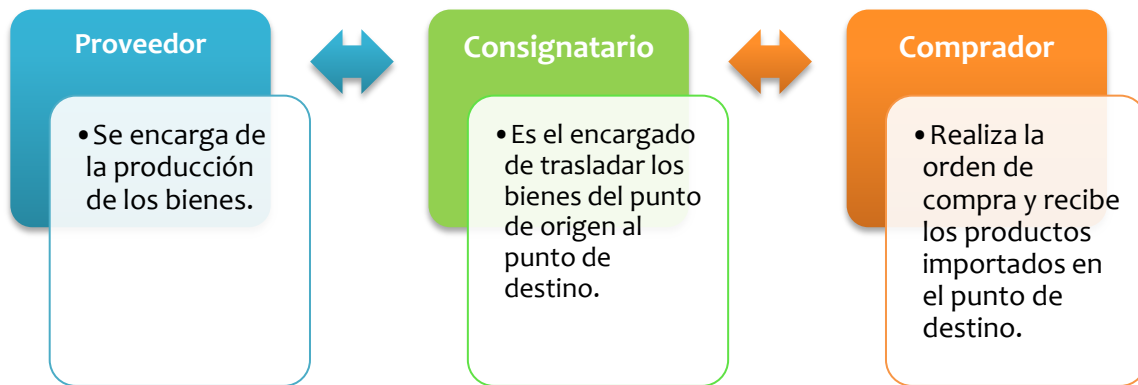 Proveedor
•Se encarga de
la producción
de los bienes.
Consignatario
•Es el encargado
de trasladar los
bienes del punto
de origen al
punto de
destino.
Comprador
•Realiza la
orden de
compra y recibe
los productos
importados en
el punto de
destino.